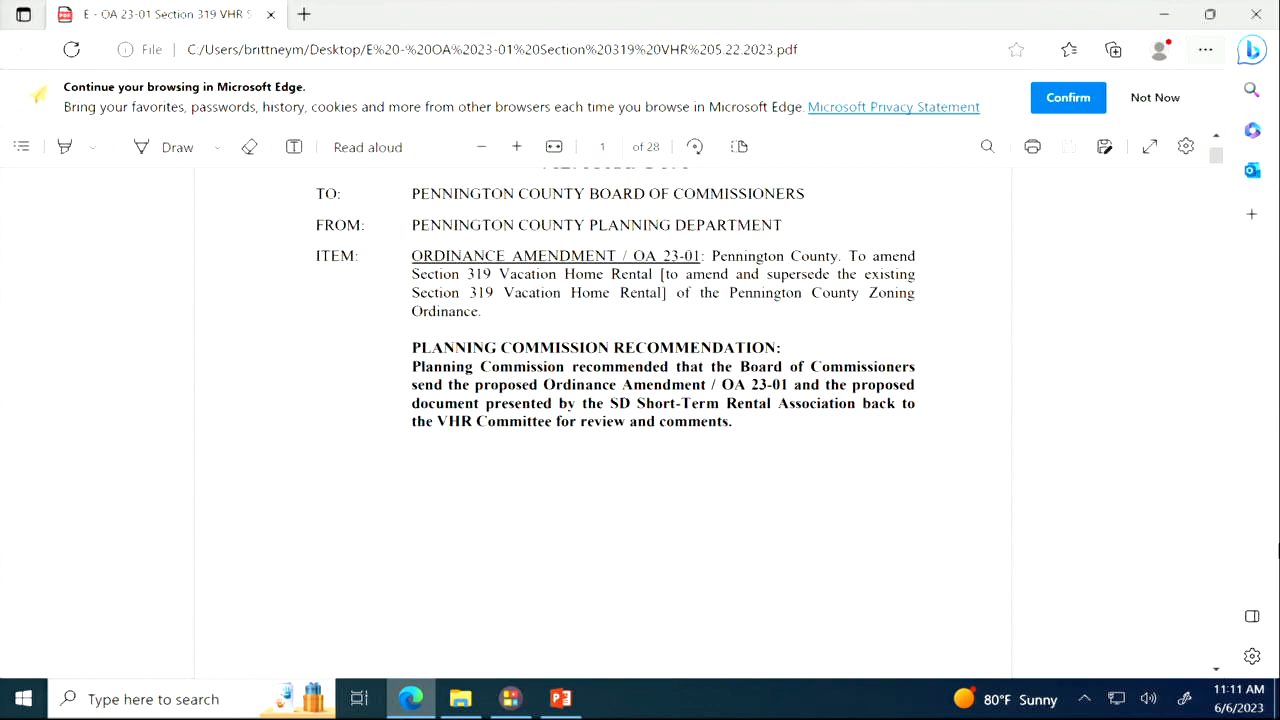 E - OA 23-01 Section 319 VHR 5
File
C:/Users/brittneym/Desktop/E%20-%20OA%2023-01%20Section%20319%20VHR%205.22.2023.pdf
Continue your browsing in Microsoft Edge.
Bring your favorites, passwords, history, cookies and more from other browsers each time you browse in Microsoft Edge. Microsoft Privacy Statement
Confirm
Not Now
Draw
Read aloud
1
of 28
TO: PENNINGTON COUNTY BOARD OF COMMISSIONERS
FROM: PENNINGTON COUNTY PLANNING DEPARTMENT
ITEM: ORDINANCE AMENDMENT / OA 23-01: Pennington County. To amend
Section 319 Vacation Home Rental [to amend and supersede the existing
Section 319 Vacation Home Rental] of the Pennington County Zoning
Ordinance.
PLANNING COMMISSION RECOMMENDATION:
Planning Commission recommended that the Board of Commissioners
send the proposed Ordinance Amendment / OA 23-01 and the proposed
document presented by the SD Short-Term Rental Association back to
the VHR Committee for review and comments.
Type here to search
80°F Sunny
11:11 AM
6/6/2023